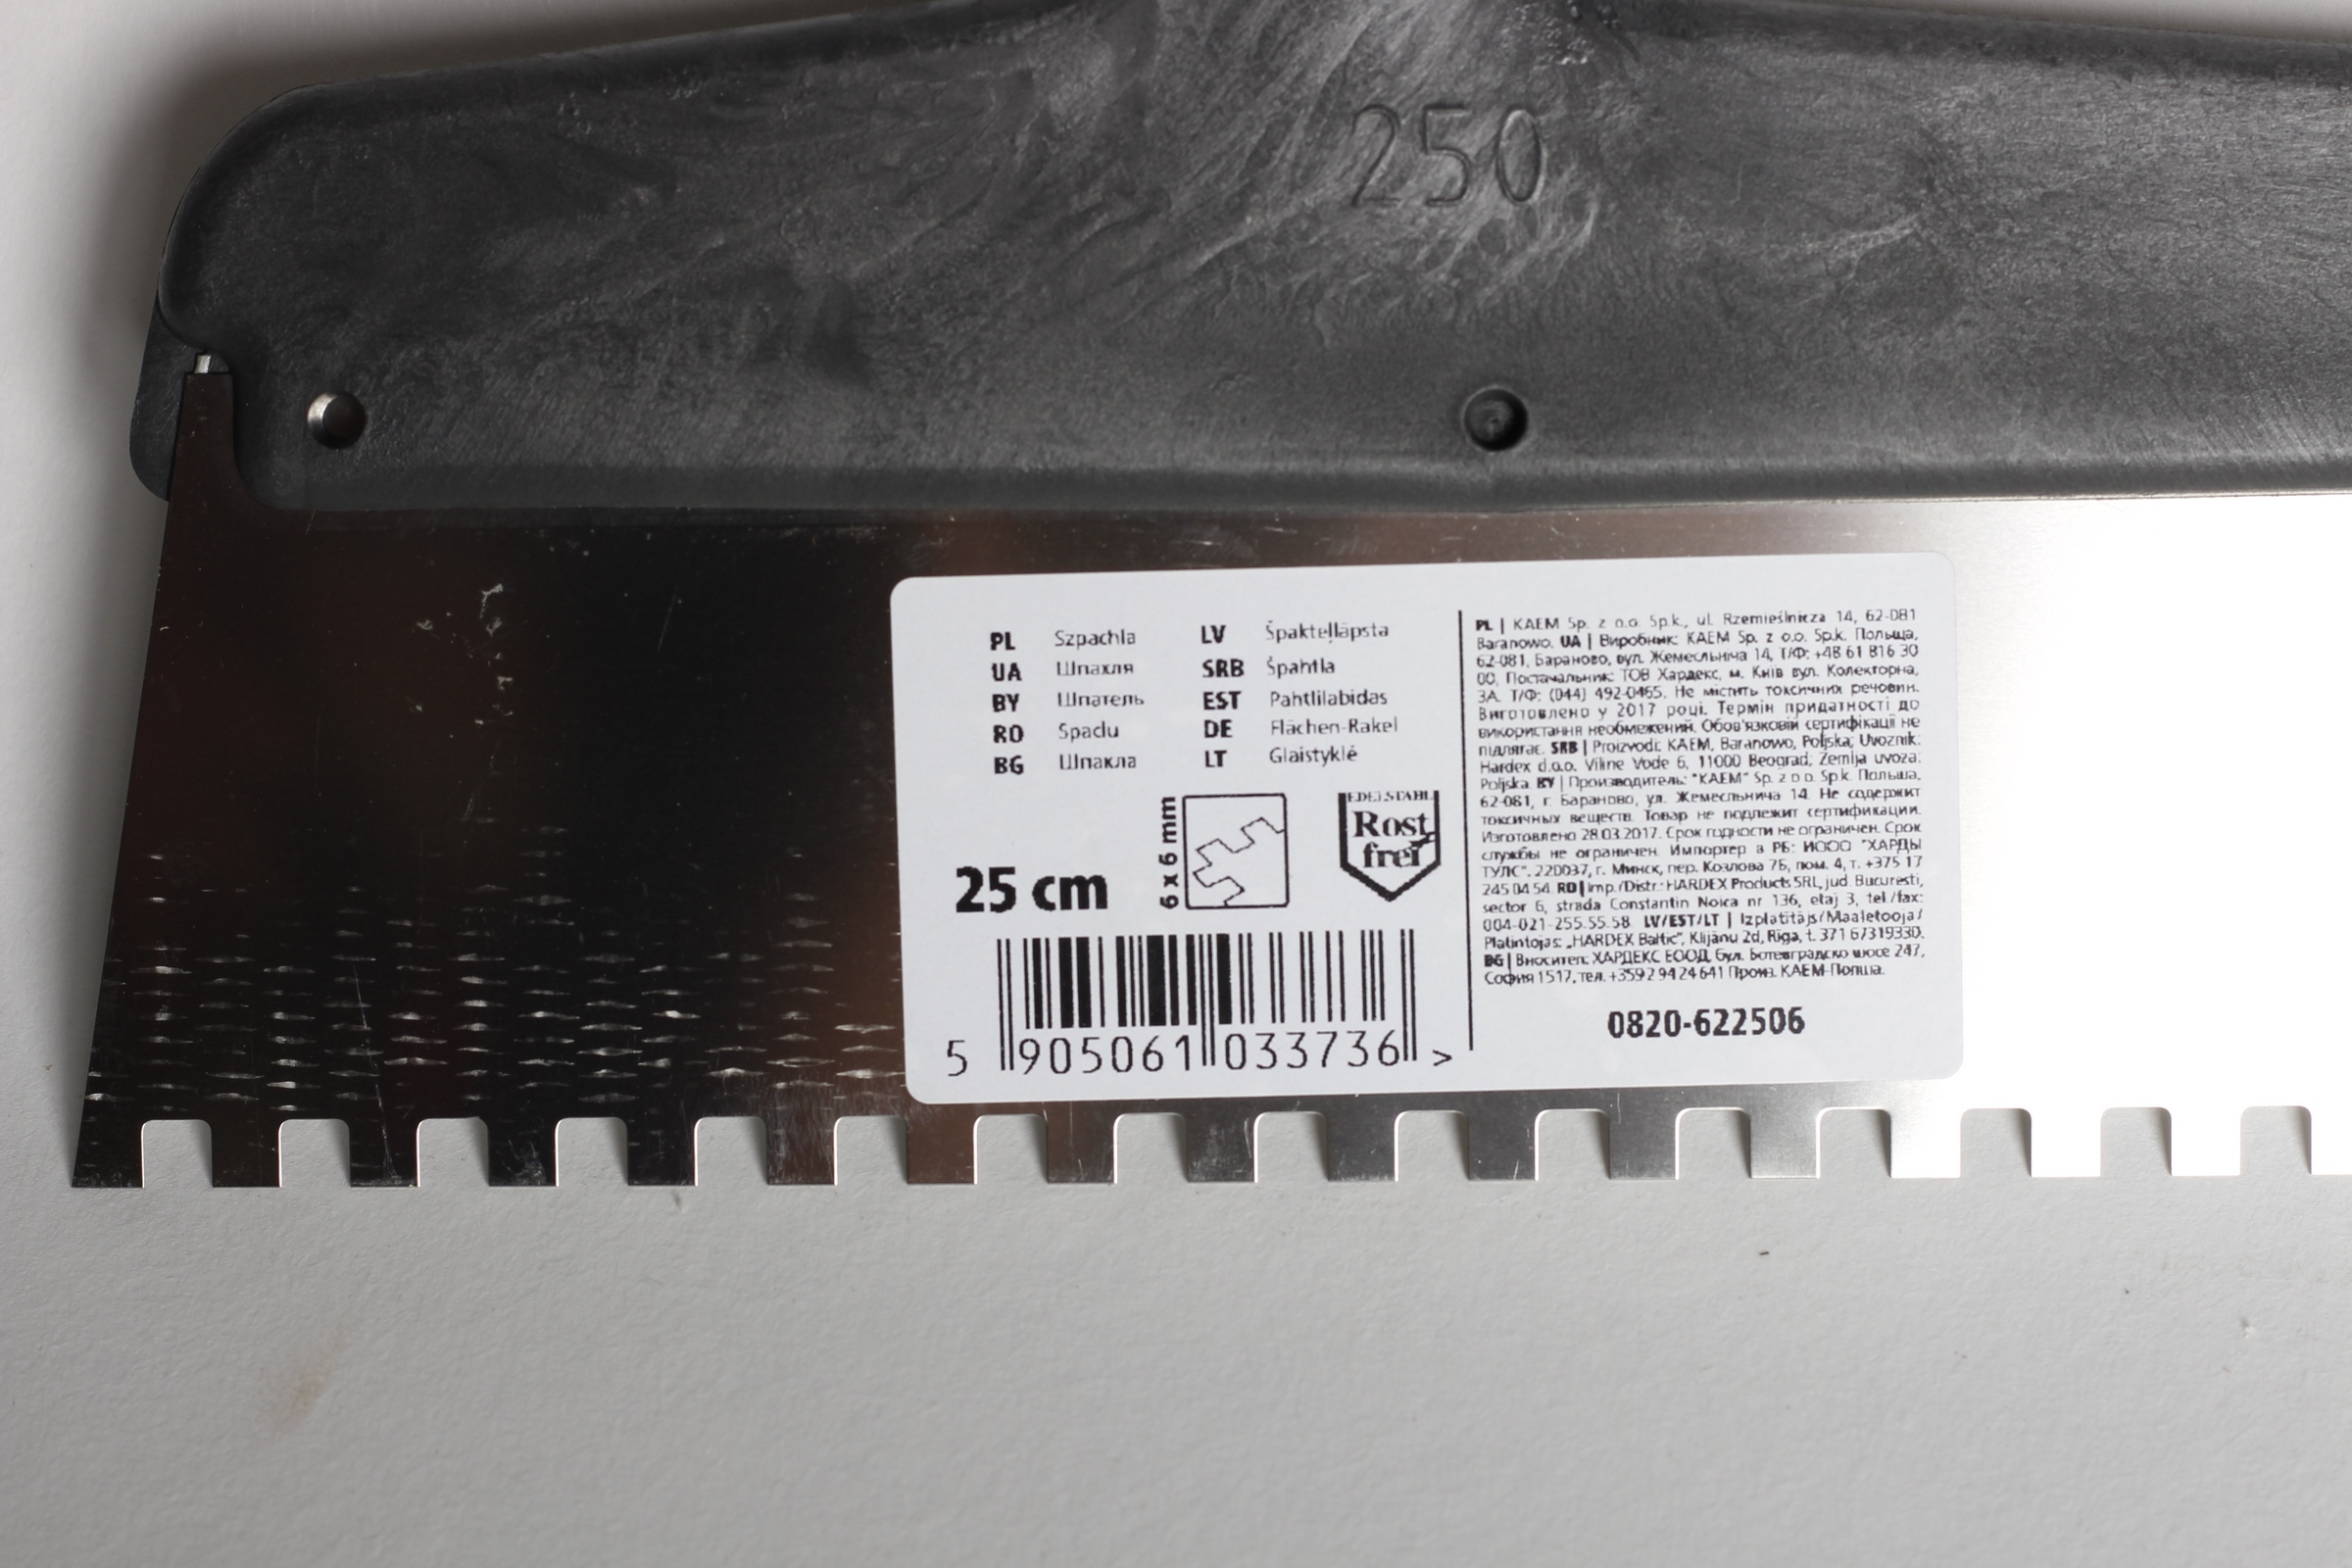 250
PL Szpachla
UA Шпахля
BY Шпатель
RO Spaclu
BG Шпакла
LV Špakteļlāpsta
SRB Špahtla
EST Pahtlilabidas
DE Flächen-Rakel
LT Glaistyklė
25 cm
6 x 6 mm
EDELSTAHL
Rost
frei
5 905061 033736 >
PL | KAEM Sp. z o.o. Sp.k., ul. Rzemieślnicza 14, 62-081
Baranowo. UA | Виробник: KAEM Sp. z o.o. Sp.k. Польща,
62-081, Бараново, вул. Жемесльніча 14, Т/Ф: +48 61 816 30
00, Постачальник: ТОВ Хардекс, м. Київ вул. Колекторна,
3А. Т/Ф: (044) 492-0465. Не містить токсичних речовин.
Виготовлено у 2017 році. Термін придатності до
використання необмежений. Обов'язковій сертифікації не
підлягає. SRB | Proizvodi: KAEM, Baranowo, Poljska; Uvoznik:
Hardex d.o.o. Viline Vode 6, 11000 Beograd; Zemlja uvoza:
Poljska. BY | Производитель: "KAEM" Sp. z o.o. Sp.k. Польша,
62-081, г. Бараново, ул. Жемесльнича 14. Не содержит
токсичных веществ. Товар не подлежит сертификации.
Изготовлено 28.03.2017. Срок годности не ограничен. Срок
службы не ограничен. Импортер в РБ: ИООО "ХАРДЫ
ТУЛС". 220037, г. Минск, пер. Козлова 7Б, пом. 4, т. +375 17
245 04 54. RO | Imp./Distr.: HARDEX Products SRL, jud. Bucuresti,
sector 6, strada Constantin Noica nr 136, etaj 3, tel./fax:
004-021-255.55.58. LV/EST/LT | Izplatītājs/Maaletooja/
Platintojas: „HARDEX Baltic", Klijānu 2d, Rīga, t. 371 67319330.
BG | Вносител: ХАРДЕКС ЕООД, бул. Ботевградско шосе 247,
София 1517, тел. +3592 94 24 641 Произ. КАЕМ-Полша.
0820-622506